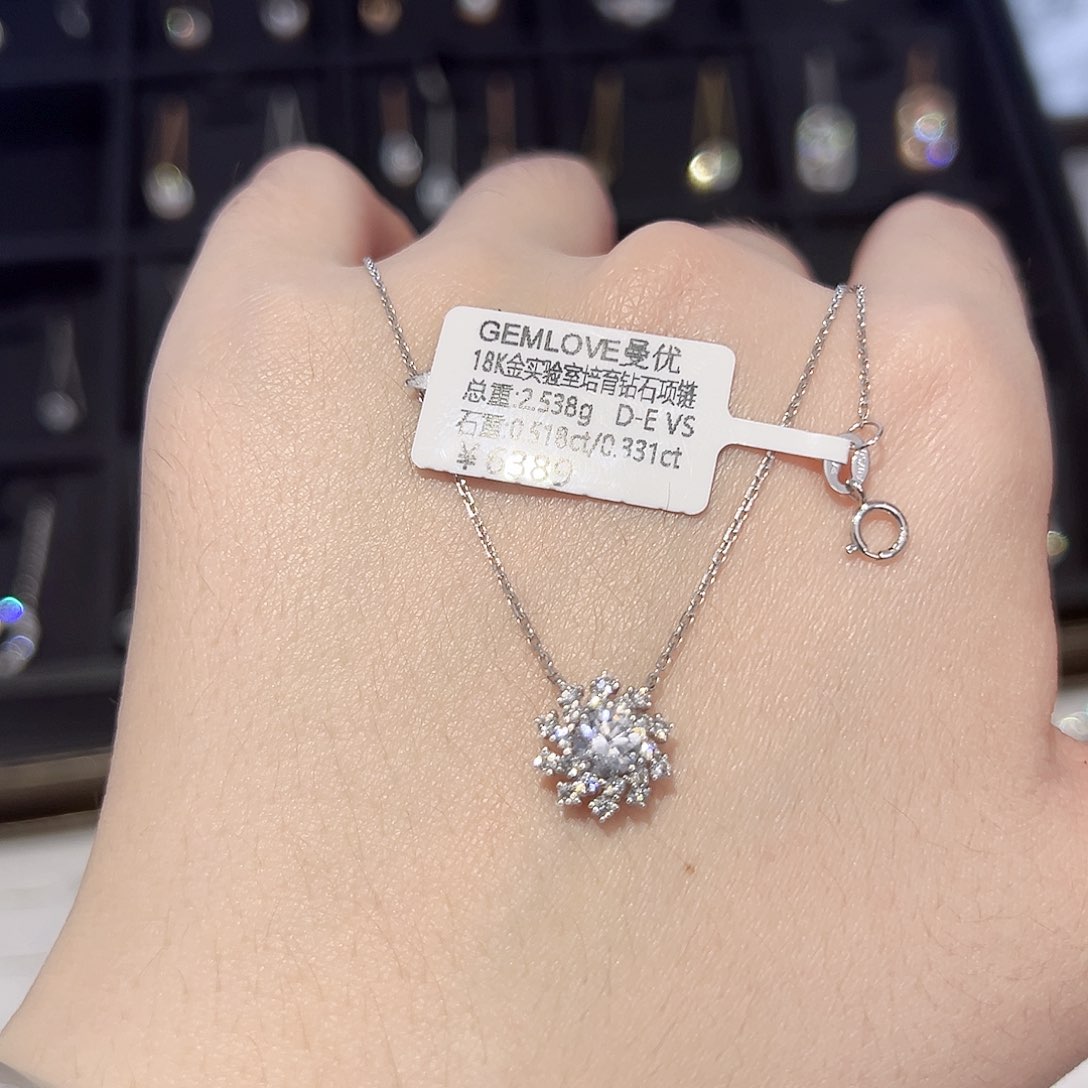 GEMLOVE曼优
18K金实验室培育钻石项链
总重:2.538g D-E VS
石重:0.518ct/0.331ct
￥6389